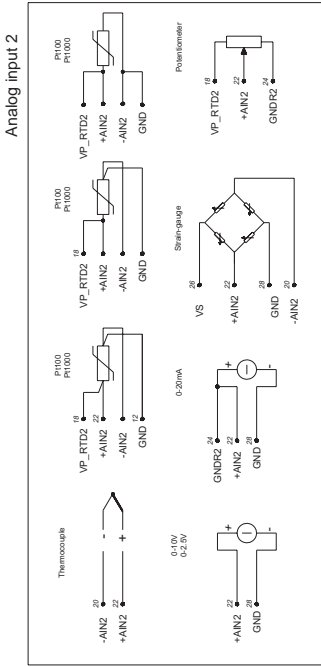 Analog input 2
Thermocouple
20
-AIN2
-
22
+AIN2
+
Pt100
Pt1000
18
VP_RTD2
22
+AIN2
-AIN2
12
GND
Pt100
Pt1000
18
VP_RTD2
+AIN2
-AIN2
GND
Pt100
Pt1000
VP_RTD2
+AIN2
-AIN2
GND
0-10V
0-2.5V
22
+AIN2
28
GND
+
-
0-20mA
24
GNDR2
22
+AIN2
28
GND
+
-
Strain-gauge
26
VS
22
+AIN2
28
GND
20
-AIN2
Potentiometer
18
VP_RTD2
22
+AIN2
24
GNDR2